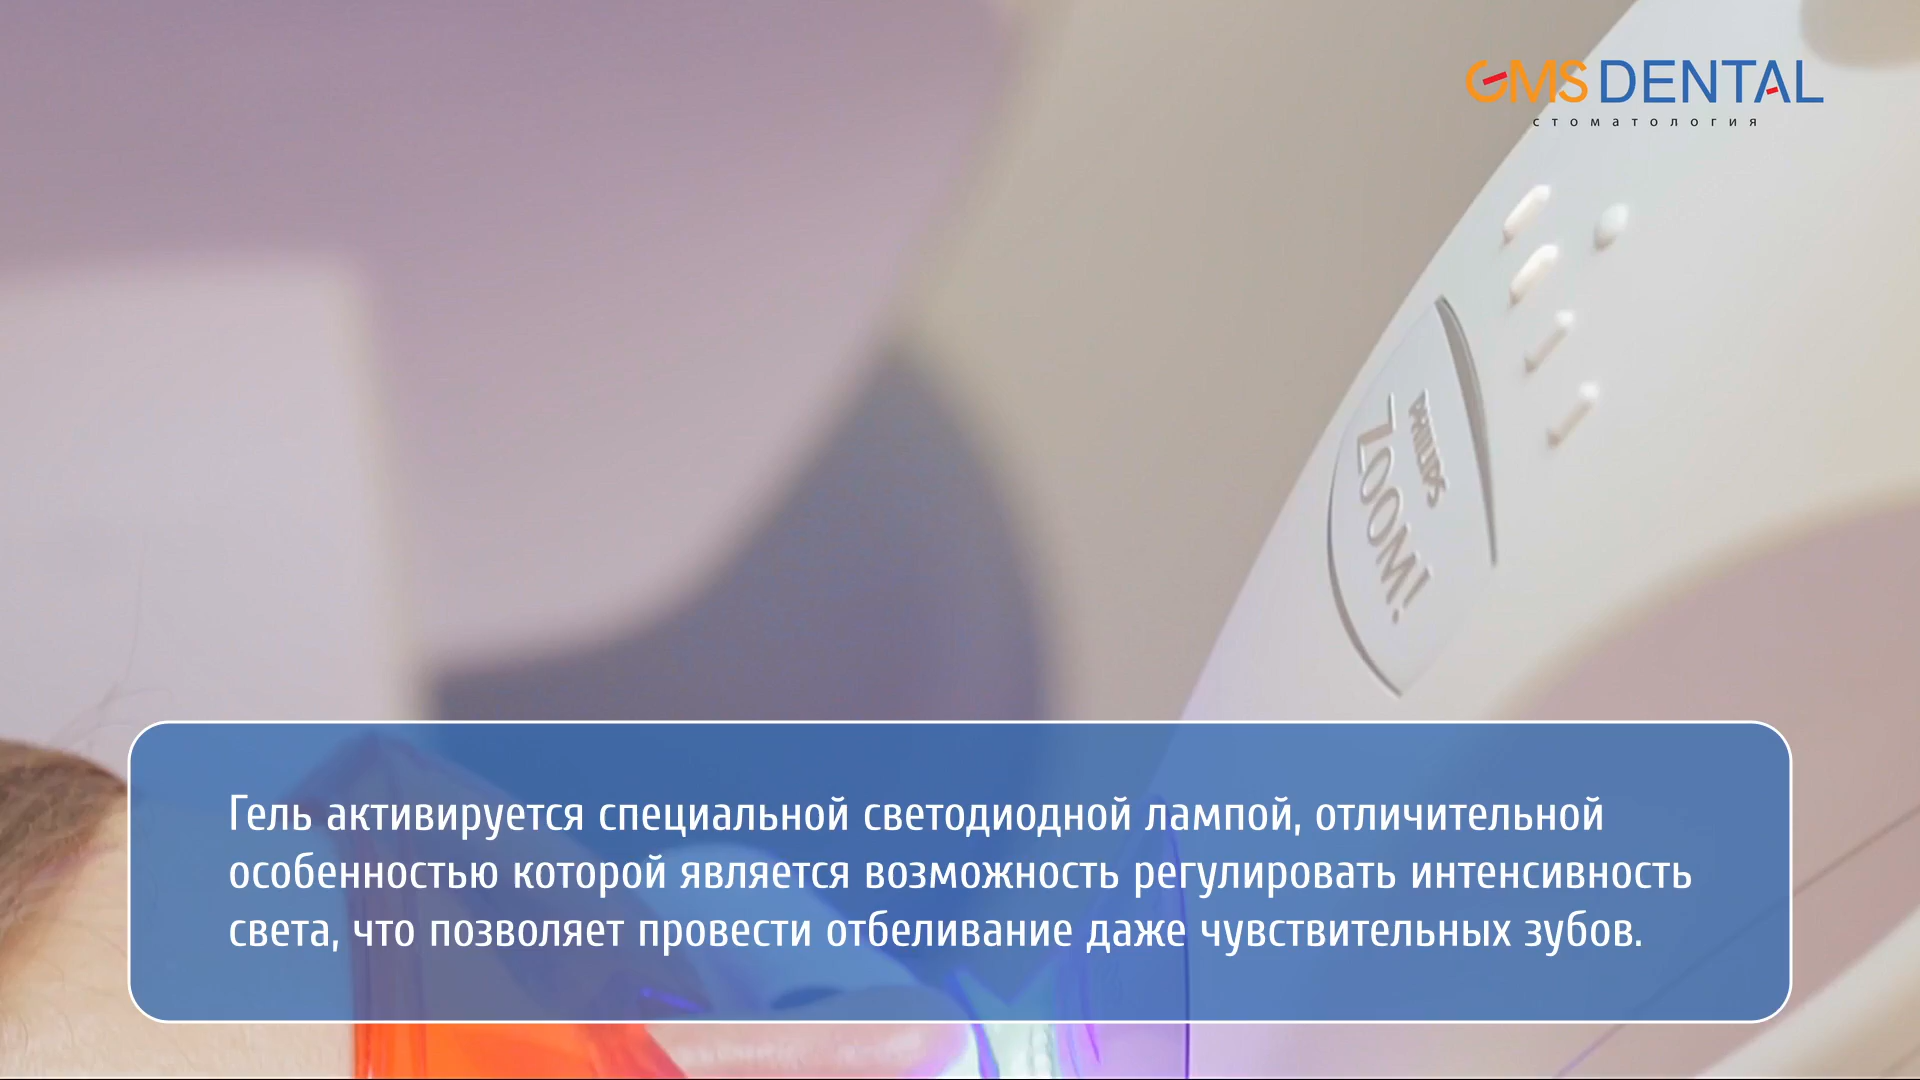 GMS DENTAL
стоматология
PHILIPS
ZOOM!
Гель активируется специальной светодиодной лампой, отличительной
особенностью которой является возможность регулировать интенсивность
света, что позволяет провести отбеливание даже чувствительных зубов.